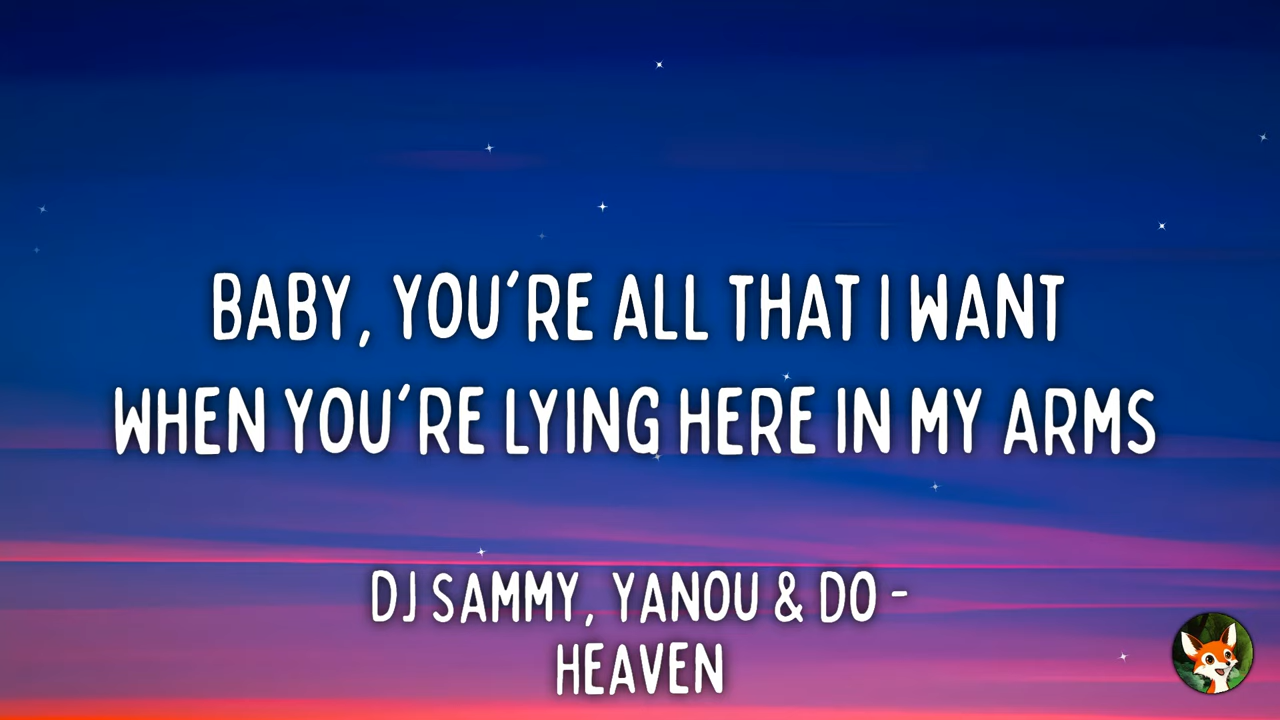 BABY, YOU'RE ALL THAT I WANT
WHEN YOU'RE LYING HERE IN MY ARMS
DJ SAMMY, YANOU & DO -
HEAVEN